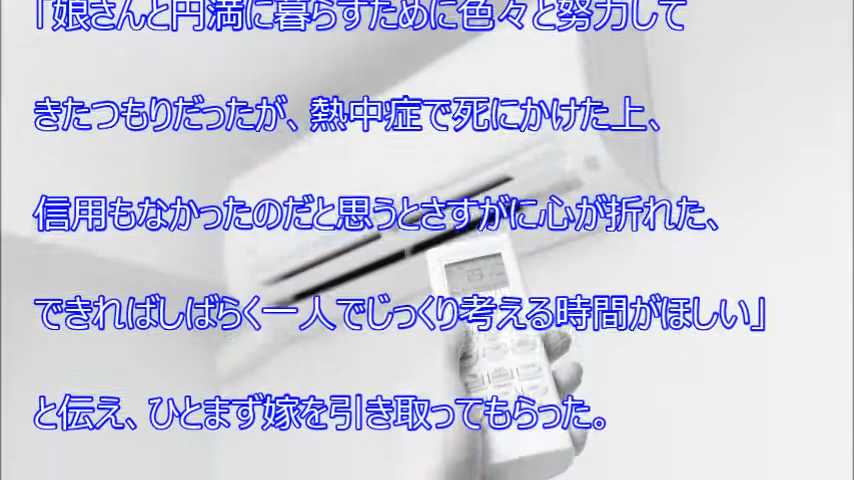 「娘さんと円満に暮らすために色々と努力して
きたつもりだったが、熱中症で死にかけた上、
信用もなかったのだと思うとさすがに心が折れた、
できればしばらく一人でじっくり考える時間がほしい」
と伝え、ひとまず嫁を引き取ってもらった。